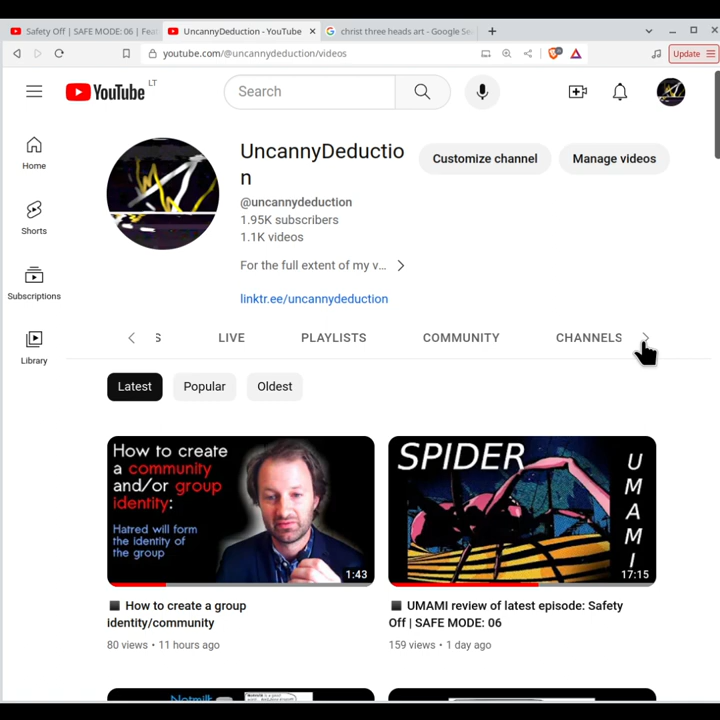 Safety Off | SAFE MODE: 06 | Fea
UncannyDeduction - YouTube
christ three heads art - Google Se
youtube.com/@uncannydeduction/videos
Update
YouTube
LT
Search
Home
Shorts
Subscriptions
Library
UncannyDeductio
n
Customize channel
Manage videos
@uncannydeduction
1.95K subscribers
1.1K videos
For the full extent of my v...
linktr.ee/uncannydeduction
S
LIVE
PLAYLISTS
COMMUNITY
CHANNELS
Latest
Popular
Oldest
How to create
a community
and/or group
identity:
Hatred will form
the identity of
the group
1:43
SPIDER
UMAMI
17:15
How to create a group
identity/community
80 views • 11 hours ago
UMAMI review of latest episode: Safety
Off | SAFE MODE: 06
159 views • 1 day ago
Notmilk